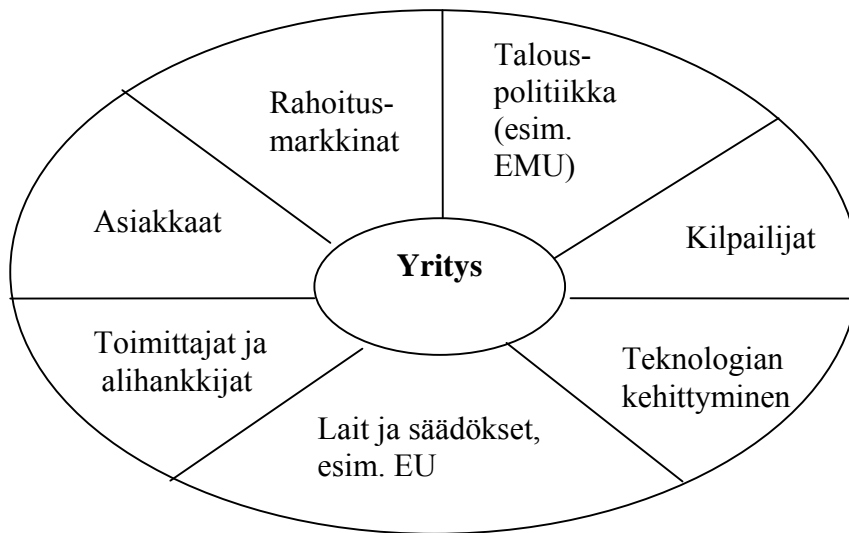 Talous-
politiikka
(esim.
EMU)
Rahoitus-
markkinat
Asiakkaat
Yritys
Kilpailijat
Toimittajat ja
alihankkijat
Teknologian
kehittyminen
Lait ja säädökset,
esim. EU